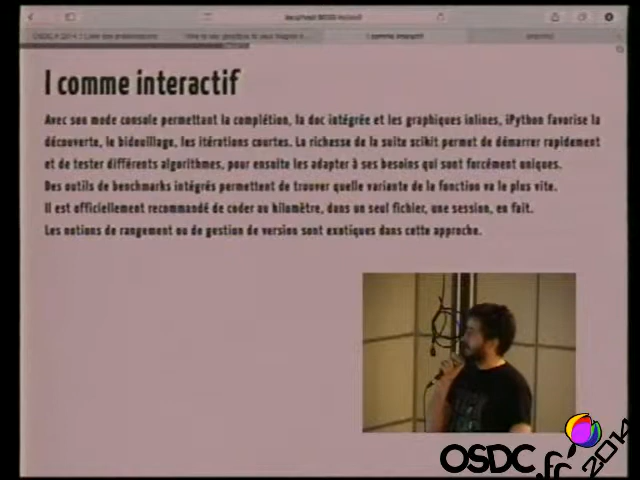 I comme interactif
Avec son mode console permettant la complétion, la doc intégrée et les graphiques inlines, iPython favorise la
découverte, le bidouillage, les itérations courtes. La richesse de la suite scikit permet de démarrer rapidement
et de tester différents algorithmes, pour ensuite les adapter à ses besoins qui sont forcément uniques.
Des outils de benchmarks intégrés permettent de trouver quelle variante de la fonction va le plus vite.
Il est officiellement recommandé de coder au kilomètre, dans un seul fichier, une session, en fait.
Les notions de rangement ou de gestion de version sont exotiques dans cette approche.
OSDC.fr 2014